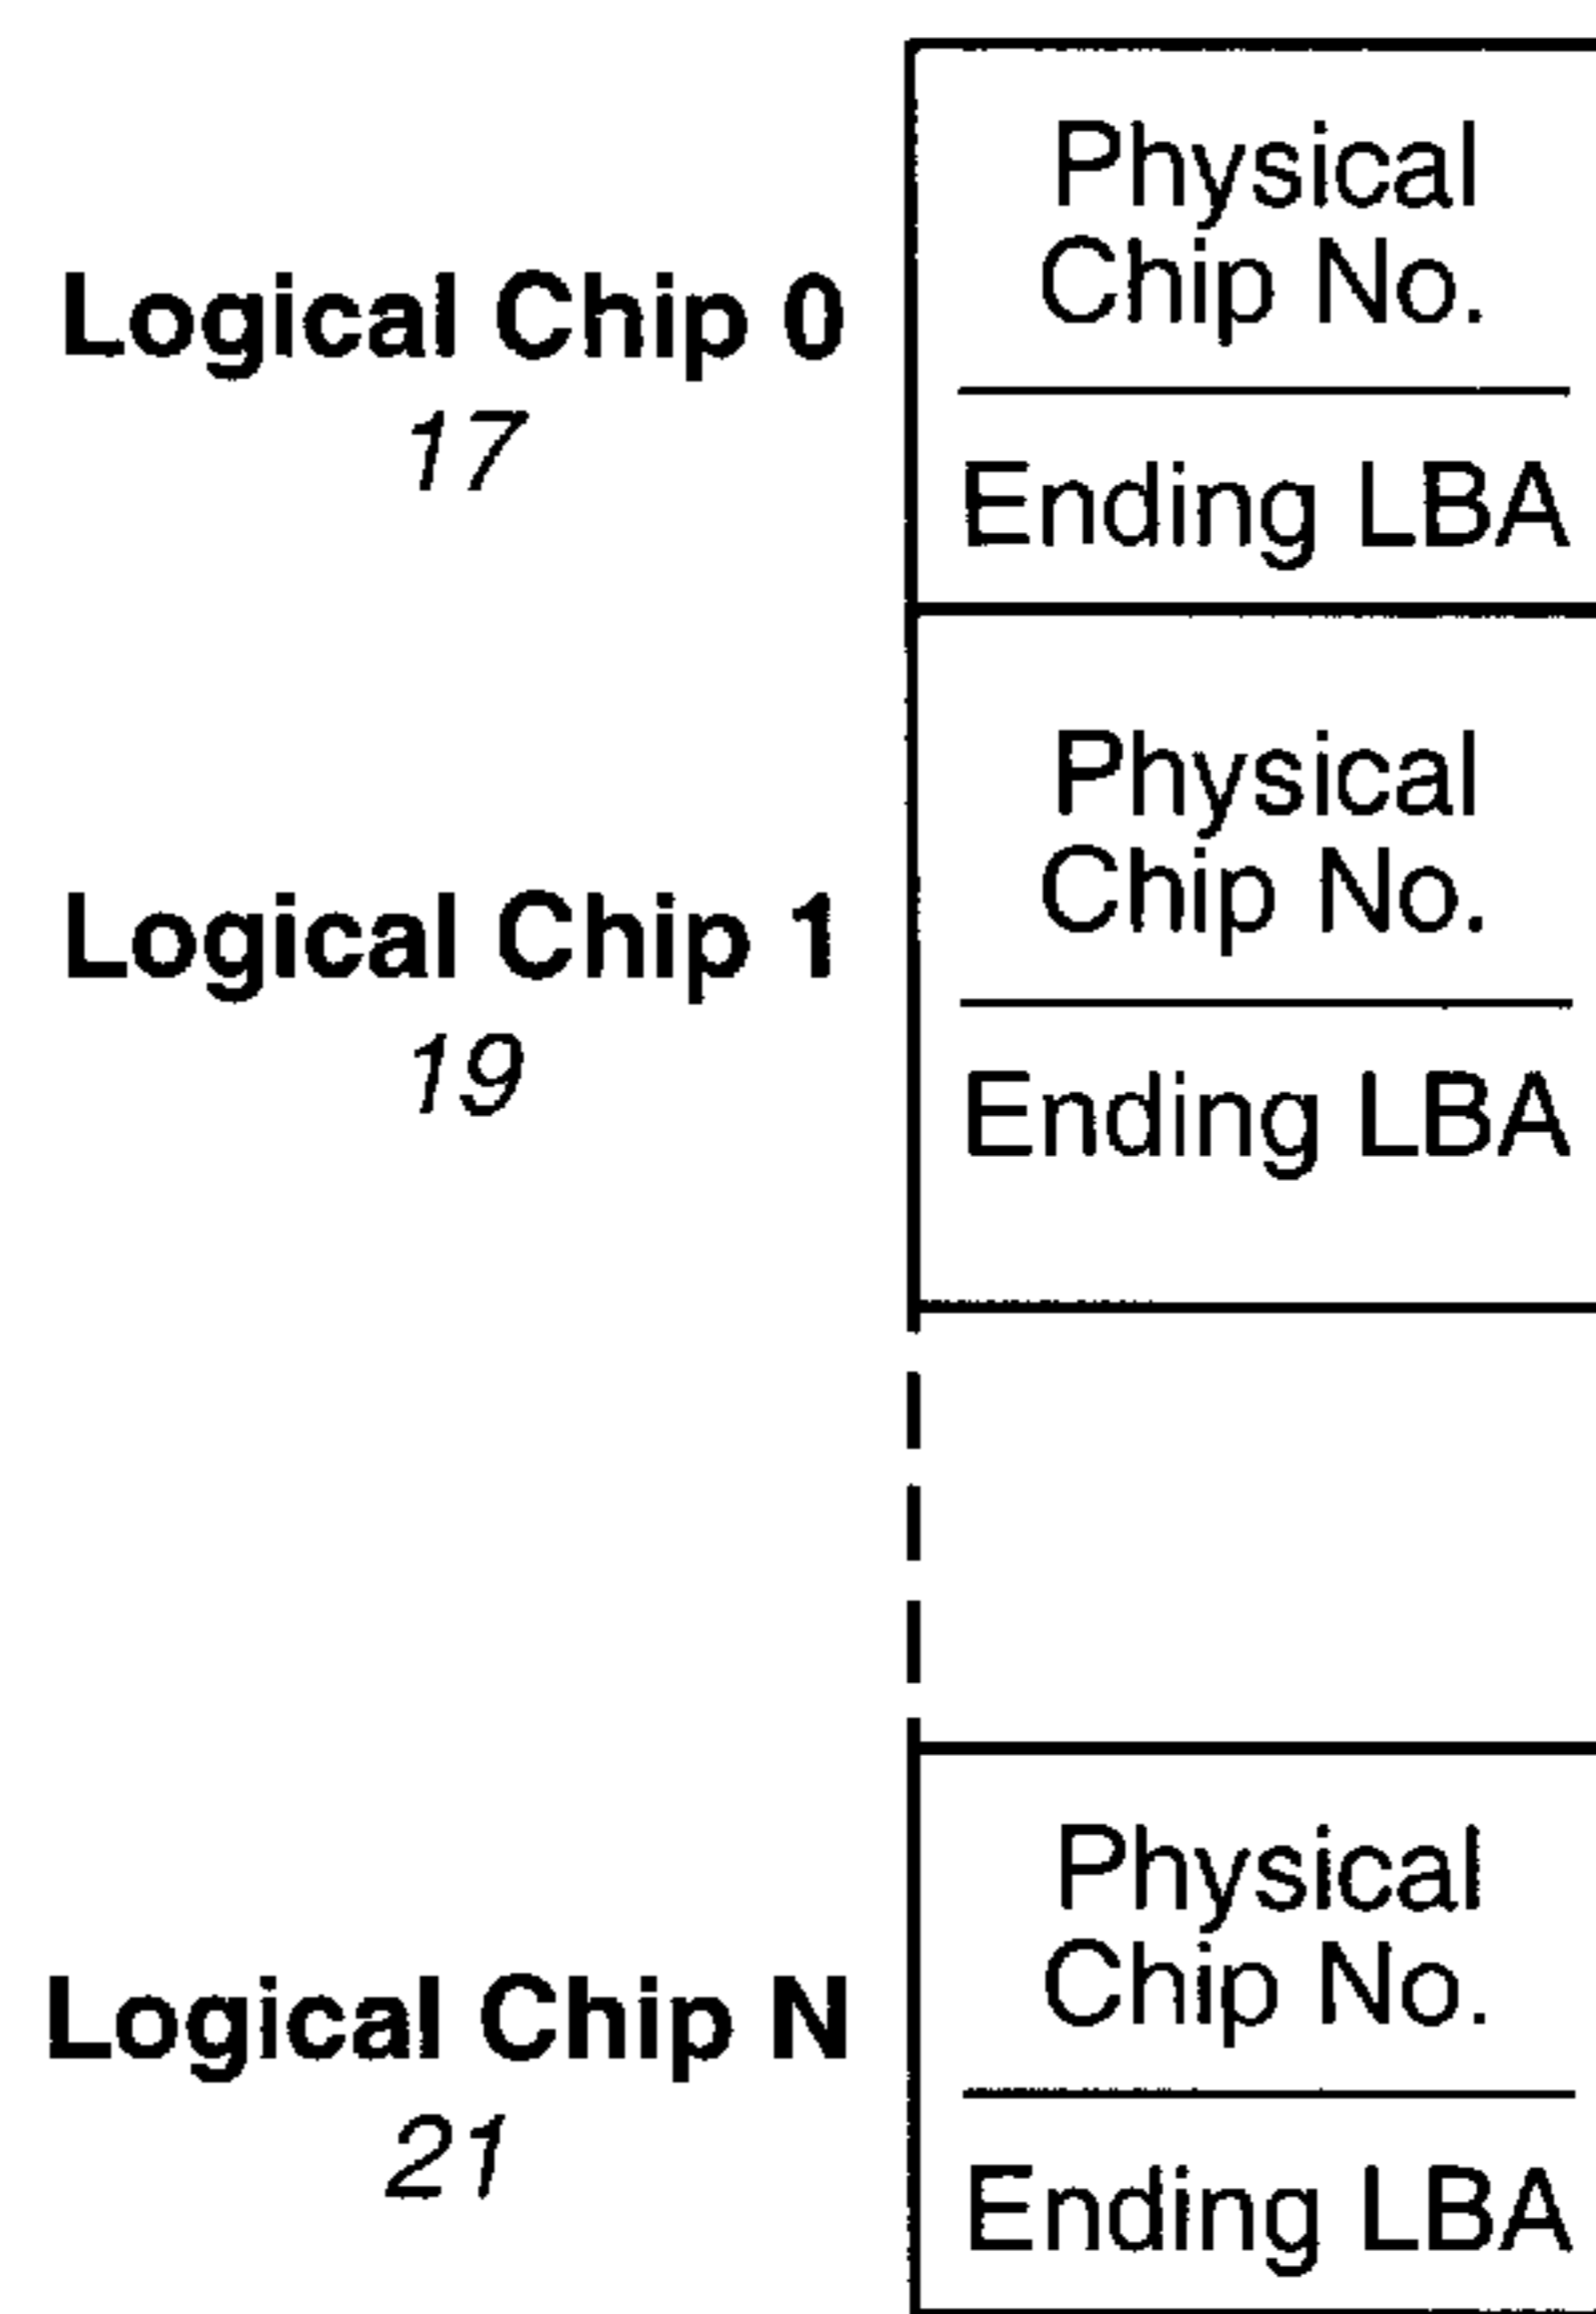 Physical
Chip No.
Logical Chip 0
17
Ending LBA
Physical
Chip No.
Logical Chip 1
19
Ending LBA
Physical
Chip No.
Logical Chip N
21
Ending LBA